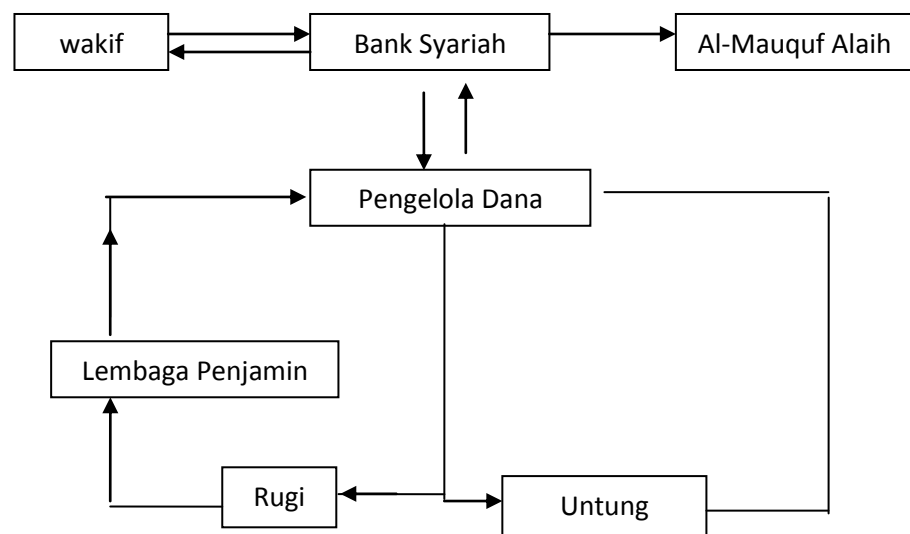 wakif
Bank Syariah
Al-Mauquf Alaih
Pengelola Dana
Lembaga Penjamin
Rugi
Untung